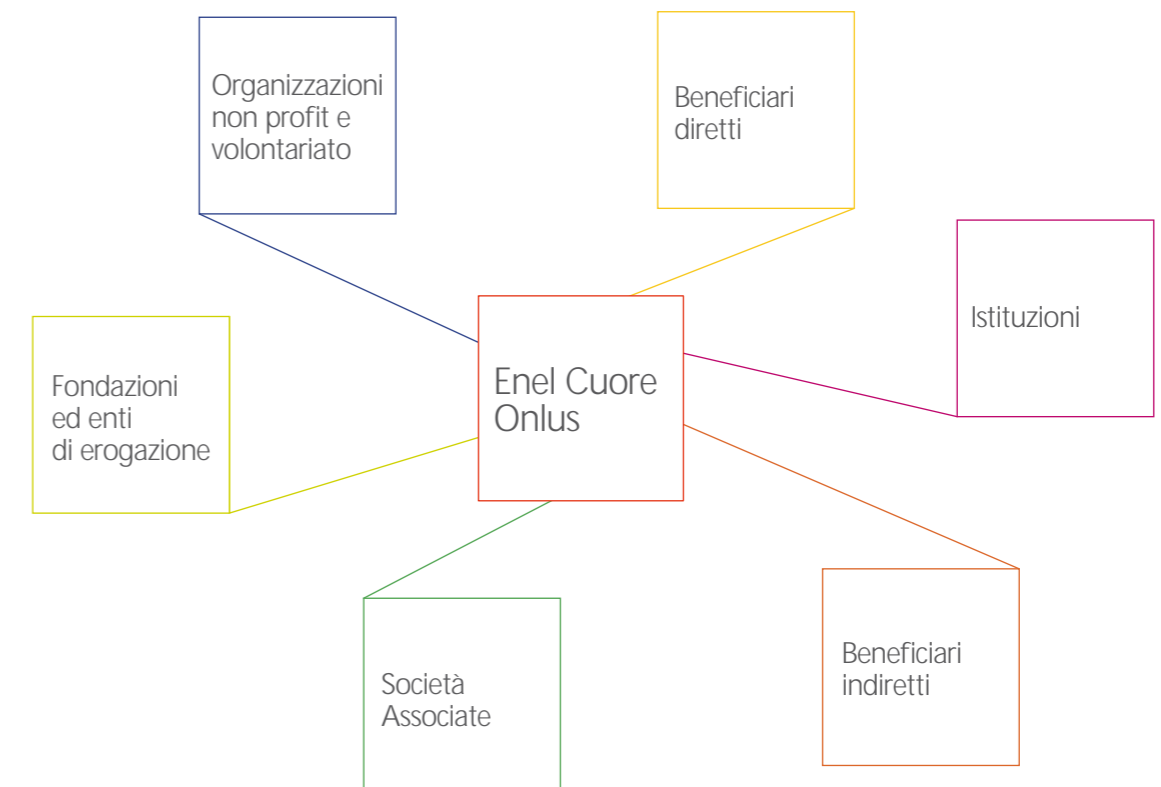 Organizzazioni
non profit e
volontariato
Beneficiari
diretti
Istituzioni
Enel Cuore
Onlus
Fondazioni
ed enti
di erogazione
Società
Associate
Beneficiari
indiretti